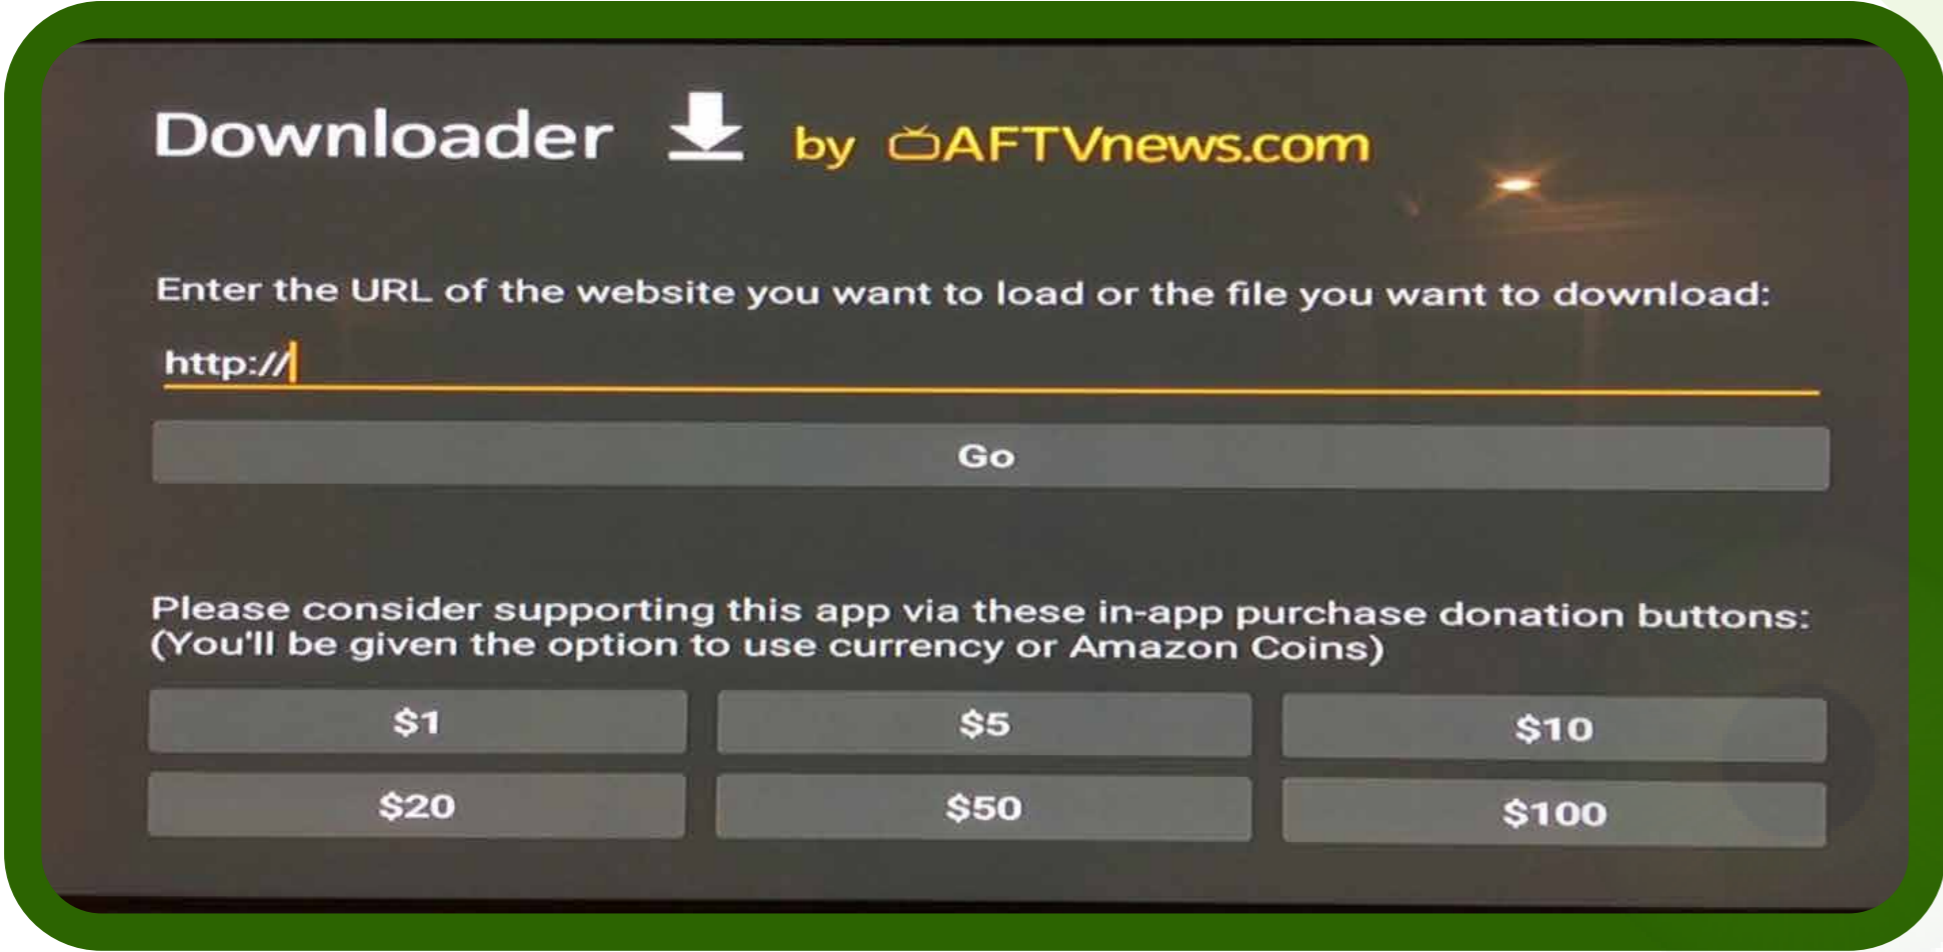 Downloader by AFTVnews.com
Enter the URL of the website you want to load or the file you want to download:
http://
Go
Please consider supporting this app via these in-app purchase donation buttons:
(You'll be given the option to use currency or Amazon Coins)
$1 $5 $10
$20 $50 $100